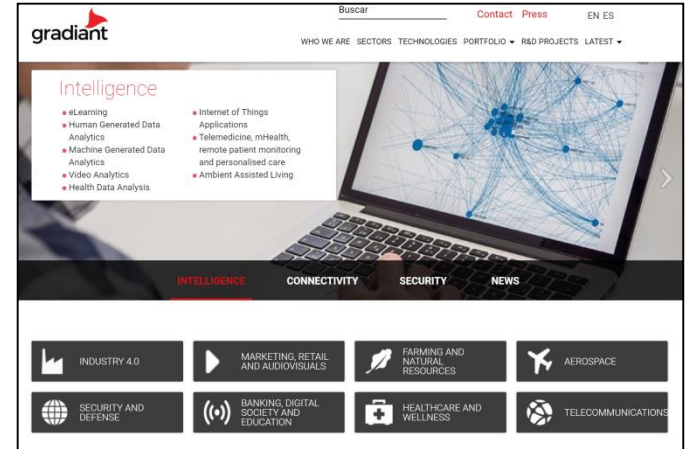 Buscar
Contact Press
EN ES
gradiant
WHO WE ARE SECTORS TECHNOLOGIES PORTFOLIO R&D PROJECTS LATEST
Intelligence
eLearning
Human Generated Data
Analytics
Machine Generated Data
Analytics
Video Analytics
Health Data Analysis
Internet of Things
Applications
Telemedicine, mHealth,
remote patient monitoring
and personalised care
Ambient Assisted Living
INTELLIGENCE CONNECTIVITY SECURITY NEWS
INDUSTRY 4.0
MARKETING, RETAIL
AND AUDIOVISUALS
FARMING AND
NATURAL
RESOURCES
AEROSPACE
SECURITY AND
DEFENSE
BANKING, DIGITAL
SOCIETY AND
EDUCATION
HEALTHCARE AND
WELLNESS
TELECOMMUNICATIONS